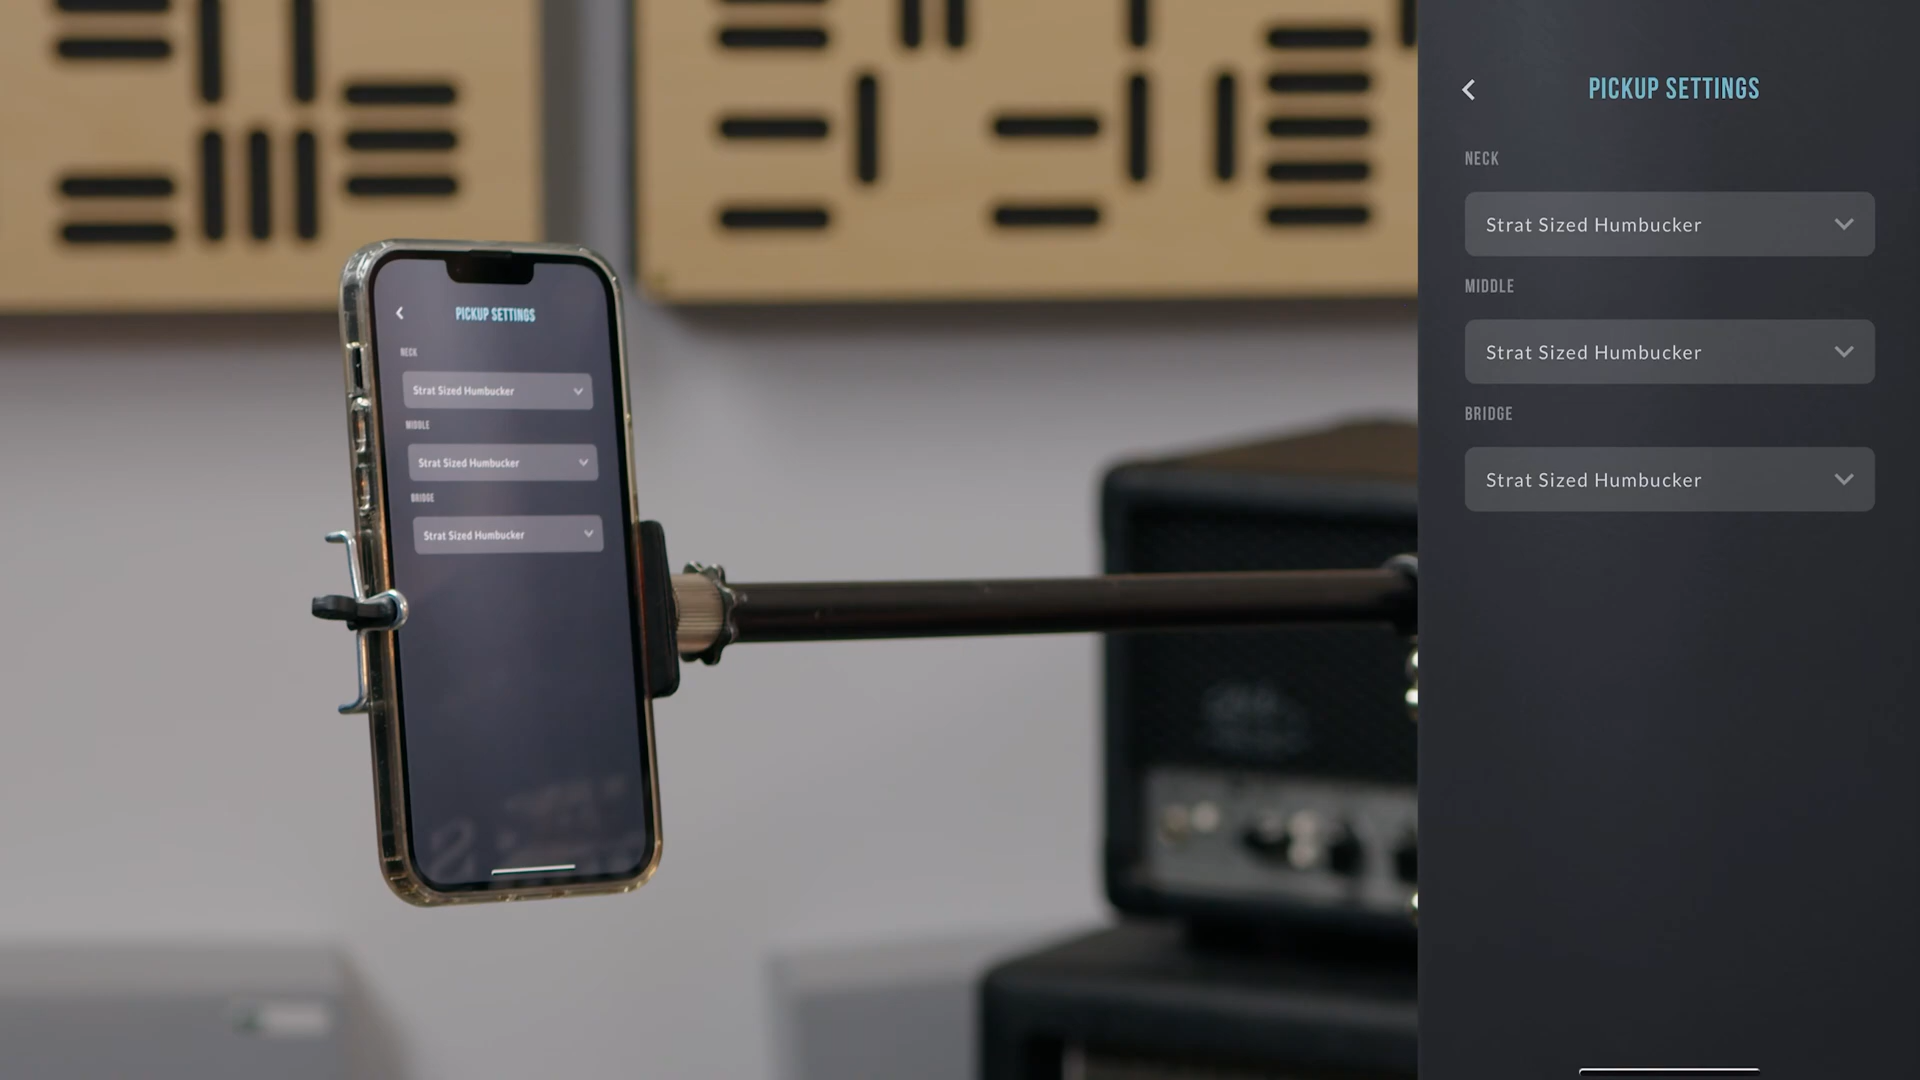 PICKUP SETTINGS
NECK
Strat Sized Humbucker
MIDDLE
Strat Sized Humbucker
BRIDGE
Strat Sized Humbucker
PICKUP SETTINGS
NECK
Strat Sized Humbucker
MIDDLE
Strat Sized Humbucker
BRIDGE
Strat Sized Humbucker